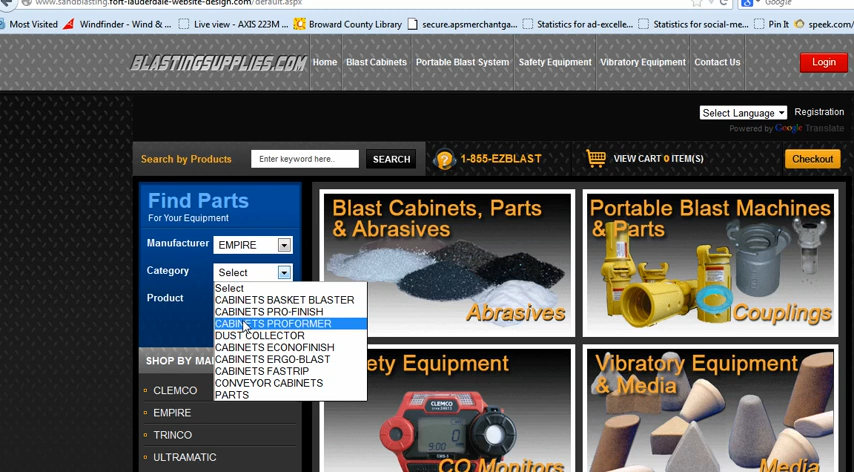 www.sandblasting.fort-lauderdale-website-design.com/default.aspx
Google
Most Visited
Windfinder - Wind & ...
Live view - AXIS 223M ...
Broward County Library
secure.apsmerchantga...
Statistics for ad-excelle...
Statistics for social-me...
Pin It
speek.com/
BLASTINGSUPPLIES.COM
Home
Blast Cabinets
Portable Blast System
Safety Equipment
Vibratory Equipment
Contact Us
Login
Select Language
Registration
Powered by Google Translate
Search by Products
Enter keyword here..
SEARCH
1-855-EZBLAST
VIEW CART 0 ITEM(S)
Checkout
Find Parts
For Your Equipment
Manufacturer
EMPIRE
Category
Select
Product
Select
CABINETS BASKET BLASTER
CABINETS PRO-FINISH
CABINETS PROFORMER
DUST COLLECTOR
CABINETS ECONOFINISH
CABINETS ERGO-BLAST
CABINETS FASTRIP
CONVEYOR CABINETS
PARTS
SHOP BY MA
CLEMCO
EMPIRE
TRINCO
ULTRAMATIC
Blast Cabinets, Parts
& Abrasives
Abrasives
Portable Blast Machines
& Parts
Couplings
ety Equipment
CLEMCO
CO Monitors
Vibratory Equipment
& Media
Media